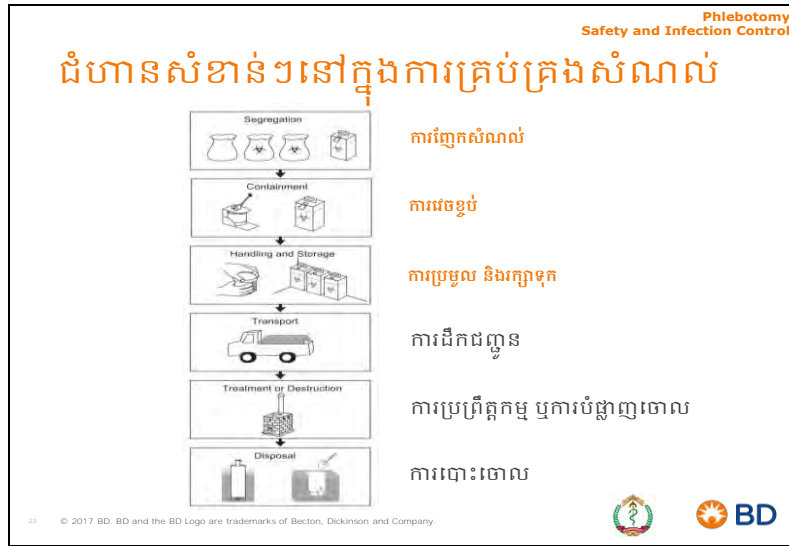 Phlebotomy
Safety and Infection Control
ជំហានសំខាន់ៗនៅក្នុងការគ្រប់គ្រងសំណល់
Segregation
ការញែកសំណល់
Containment
ការវេចខ្ចប់
Handling and Storage
ការប្រមូល និងរក្សាទុក
Transport
ការដឹកជញ្ជូន
Treatment or Destruction
ការប្រព្រឹត្តកម្ម ឬការបំផ្លាញចោល
Disposal
ការបោះចោល
23 © 2017 BD. BD and the BD Logo are trademarks of Becton, Dickinson and Company.
BD